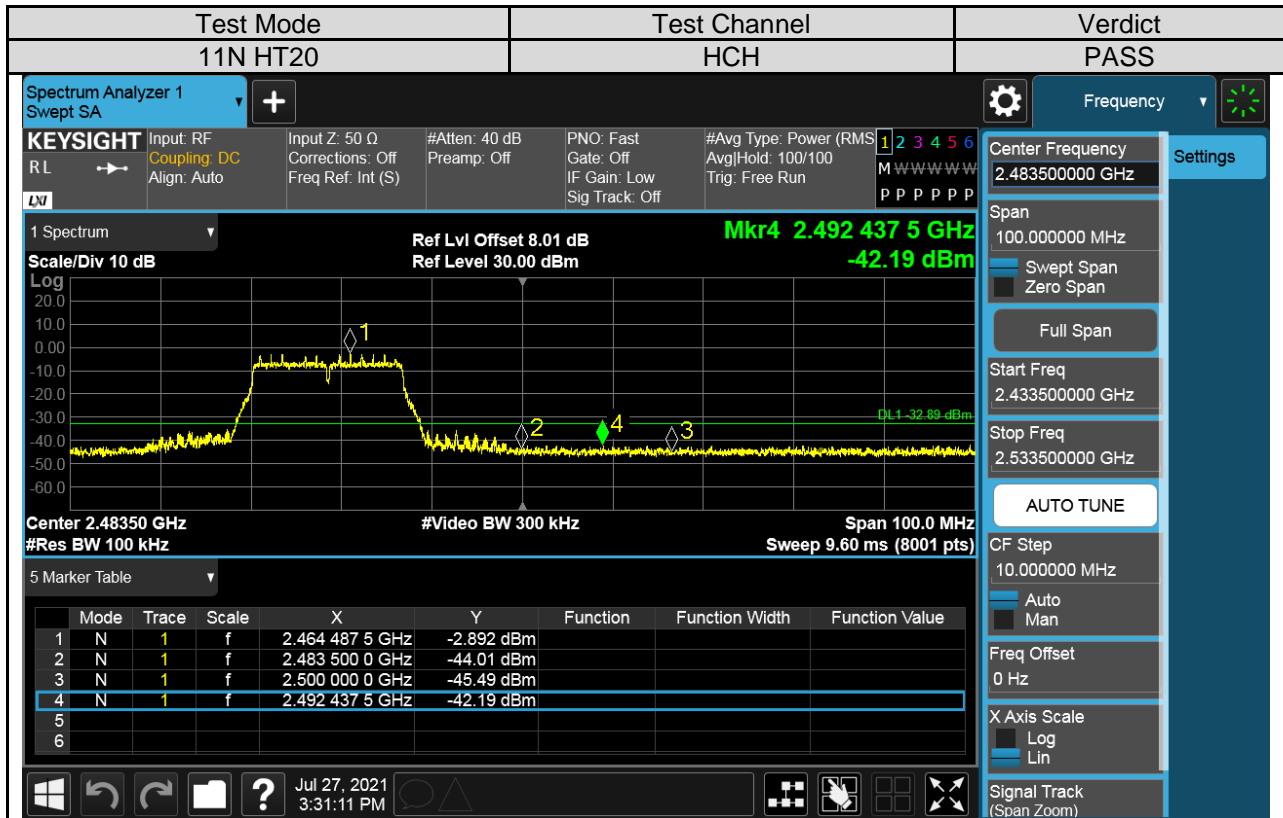 Test Mode Test Channel Verdict
11N HT20 HCH PASS
Spectrum Analyzer 1
Swept SA
Frequency
KEYSIGHT Input: RF Input Z: 50 Ω #Atten: 40 dB PNO: Fast #Avg Type: Power (RMS 1 2 3 4 5 6
RL Coupling: DC Corrections: Off Preamp: Off Gate: Off Avg|Hold: 100/100 M W W W W W
Align: Auto Freq Ref: Int (S) IF Gain: Low Trig: Free Run
LXI Sig Track: Off P P P P P P
1 Spectrum
Ref Lvl Offset 8.01 dB Mkr4 2.492 437 5 GHz
Scale/Div 10 dB Ref Level 30.00 dBm -42.19 dBm
Log
20.0
10.0
0.00
-10.0
-20.0
-30.0
-40.0
-50.0
-60.0
1
2
4
3
DL1 -32.89 dBm
Center 2.48350 GHz #Video BW 300 kHz Span 100.0 MHz
#Res BW 100 kHz Sweep 9.60 ms (8001 pts)
5 Marker Table
Mode Trace Scale X Y Function Function Width Function Value
1 N 1 f 2.464 487 5 GHz -2.892 dBm
2 N 1 f 2.483 500 0 GHz -44.01 dBm
3 N 1 f 2.500 000 0 GHz -45.49 dBm
4 N 1 f 2.492 437 5 GHz -42.19 dBm
5
6
?
Jul 27, 2021
3:31:11 PM
Center Frequency
2.483500000 GHz
Settings
Span
100.000000 MHz
Swept Span
Zero Span
Full Span
Start Freq
2.433500000 GHz
Stop Freq
2.533500000 GHz
AUTO TUNE
CF Step
10.000000 MHz
Auto
Man
Freq Offset
0 Hz
X Axis Scale
Log
Lin
Signal Track
(Span Zoom)